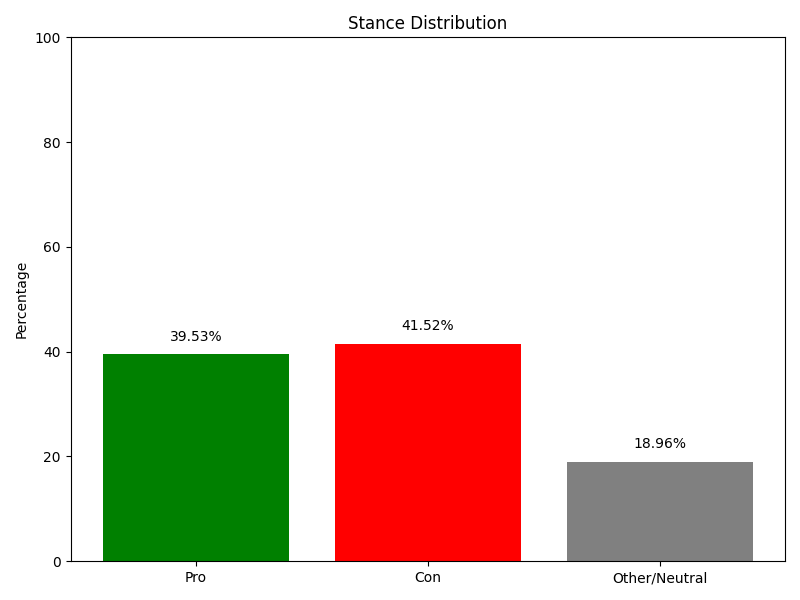 Stance Distribution
100
80
60
40
20
0
Percentage
39.53%
41.52%
18.96%
Pro
Con
Other/Neutral